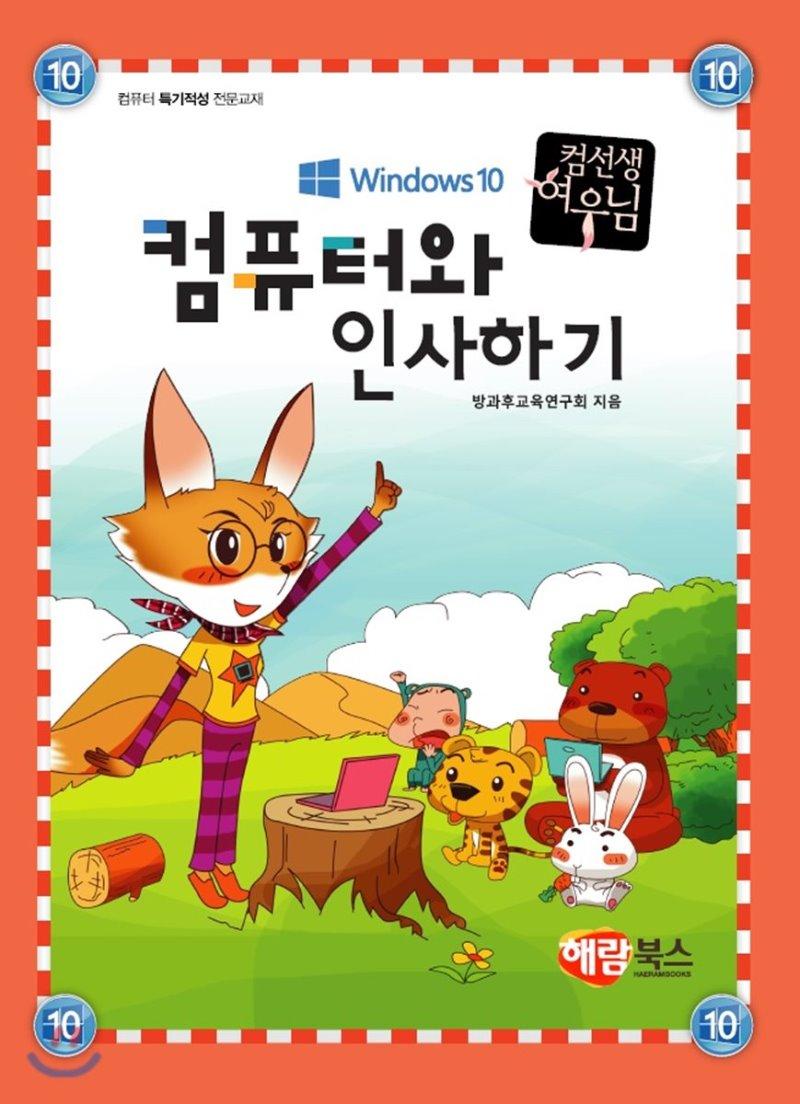 10
10
컴퓨터 특기적성 전문교재
Windows 10
컴선생
여우님
컴퓨터와
인사하기
방과후교육연구회 지음
해람북스
HAERAMBOOKS
10
10